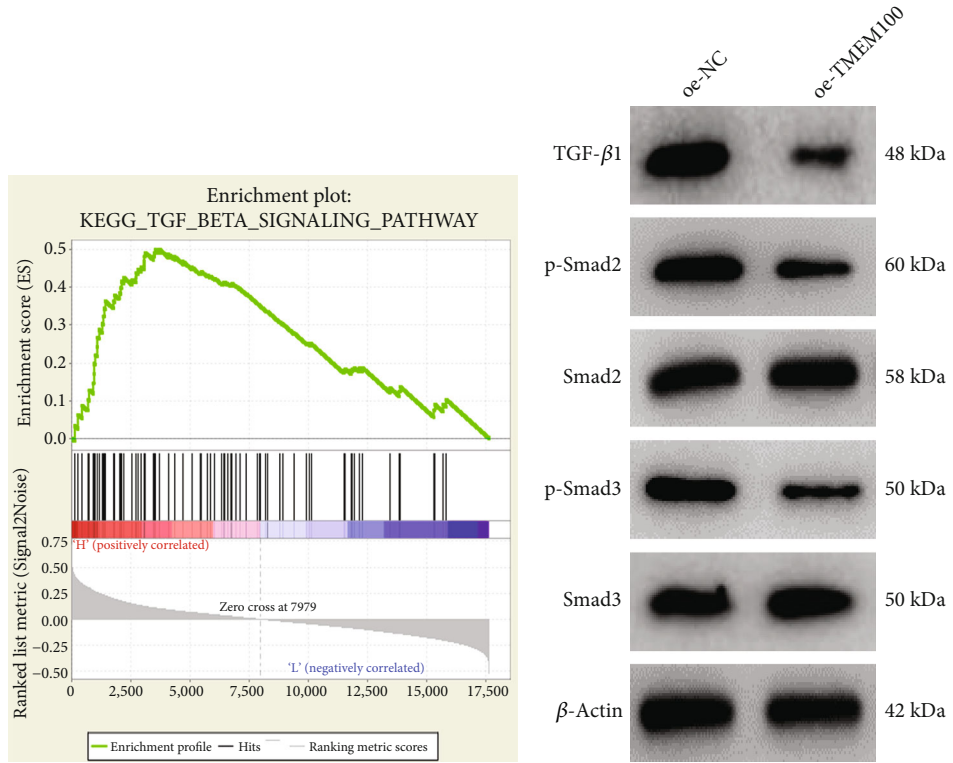 Enrichment plot:
KEGG_TGF_BETA_SIGNALING_PATHWAY
Enrichment score (ES)
0.5
0.4
0.3
0.2
0.1
0.0
Ranked list metric (Signal2Noise)
'H' (positively correlated)
0.75
0.50
0.25
0.00
−0.25
−0.50
Zero cross at 7979
'L' (negatively correlated)
0 2,500 5,000 7,500 10,000 12,500 15,000 17,500
Enrichment profile Hits Ranking metric scores
oe-NC oe-TMEM100
TGF-β1 48 kDa
p-Smad2 60 kDa
Smad2 58 kDa
p-Smad3 50 kDa
Smad3 50 kDa
β-Actin 42 kDa